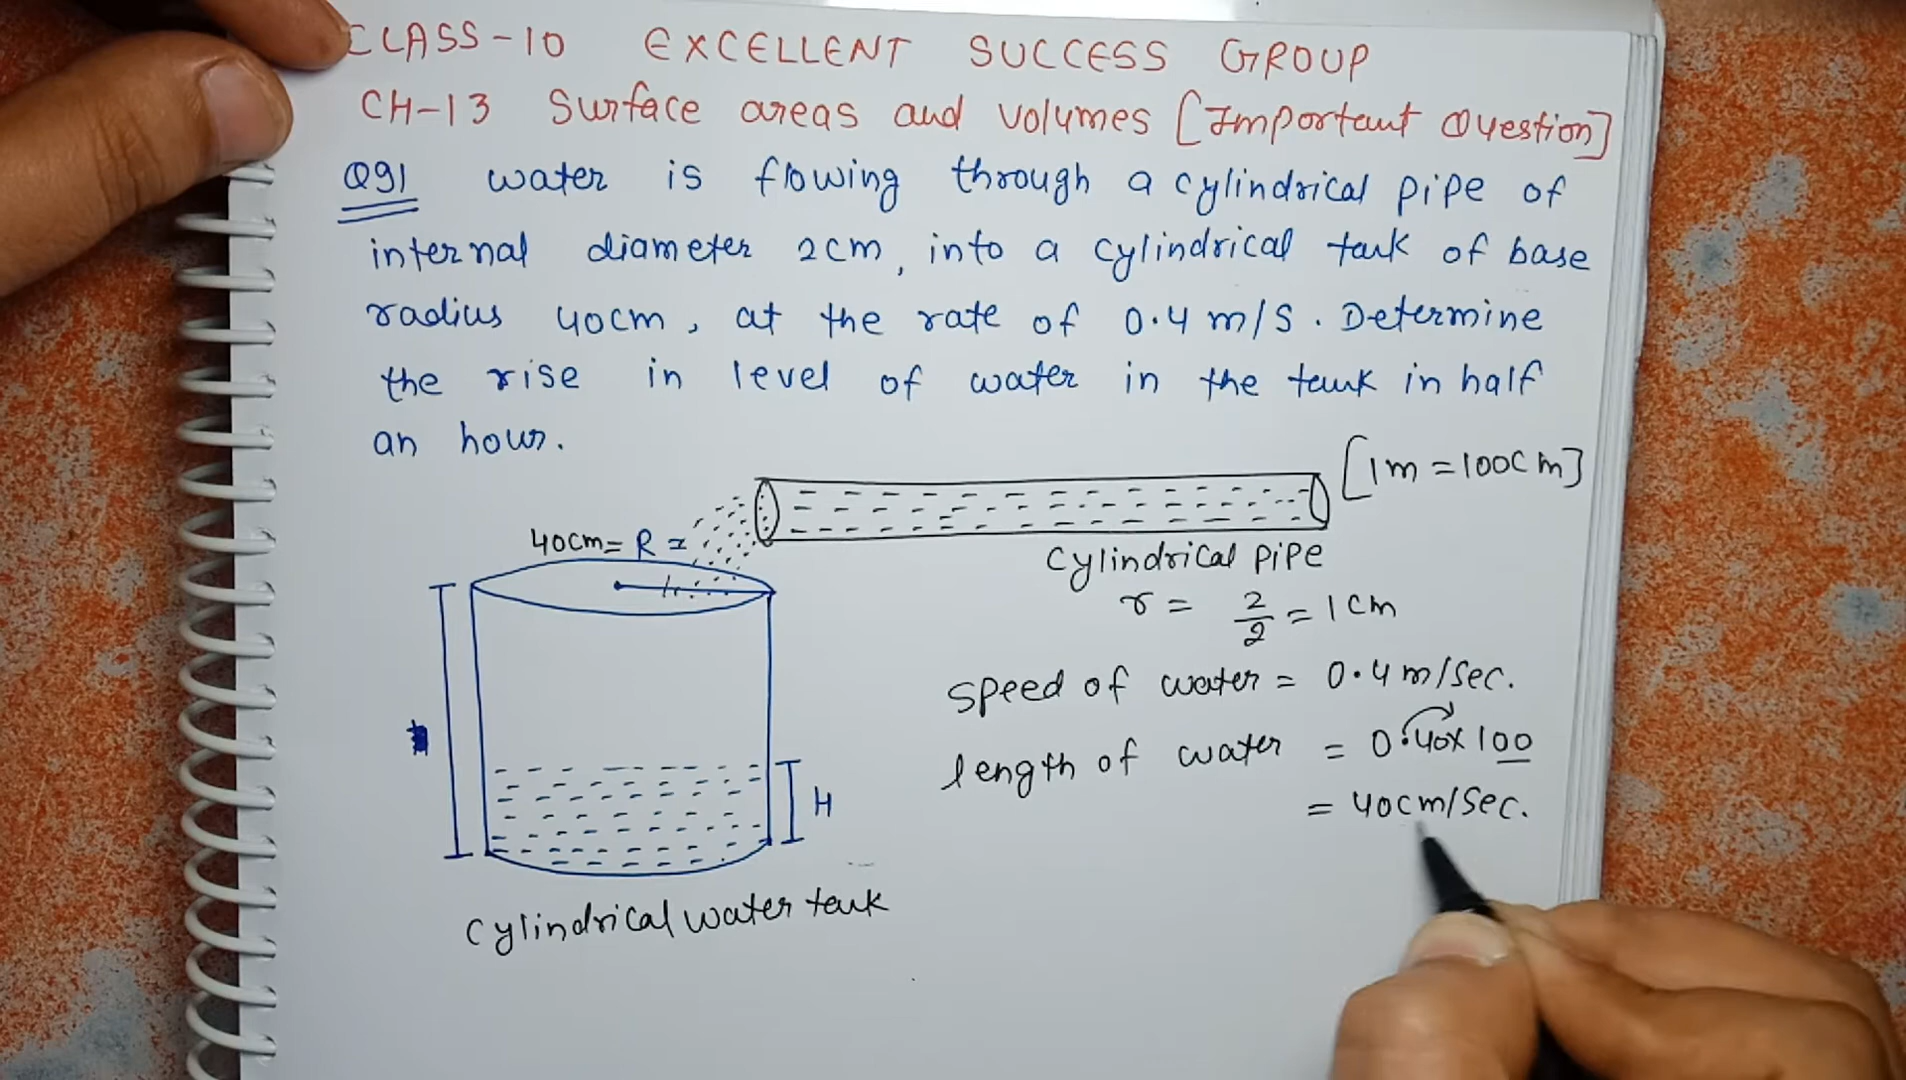 CLASS-10 EXCELLENT SUCCESS GROUP
CH-13 Surface areas and volumes [Important Question]
Q91 water is flowing through a cylindrical pipe of
internal diameter 2cm, into a cylindrical tank of base
radius 40cm, at the rate of 0.4 m/s. Determine
the rise in level of water in the tank in half
an hour.
[1m = 100cm]
40cm = R =
cylindrical pipe
r = 2/2 = 1cm
speed of water = 0.4 m/sec.
length of water = 0.40x100
= 40cm/sec.
H
cylindrical water tank